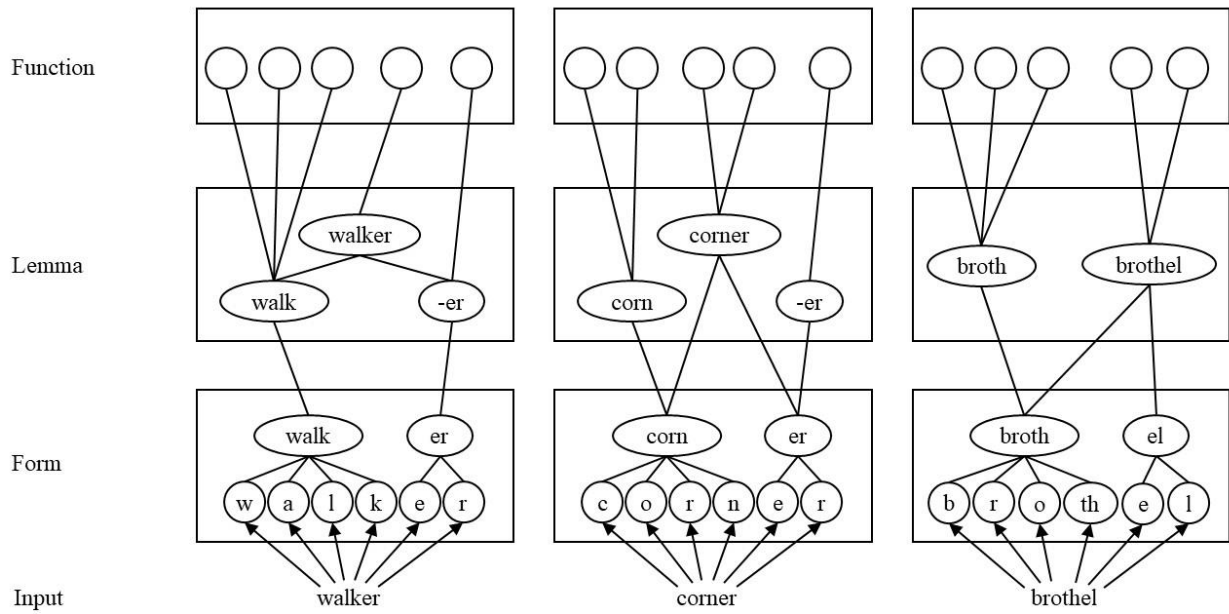 Function
Lemma
walker
walk
-er
corner
corn
-er
broth
brothel
Form
walk
er
w a l k e r
corn
er
c o r n e r
broth
el
b r o th e l
Input
walker
corner
brothel